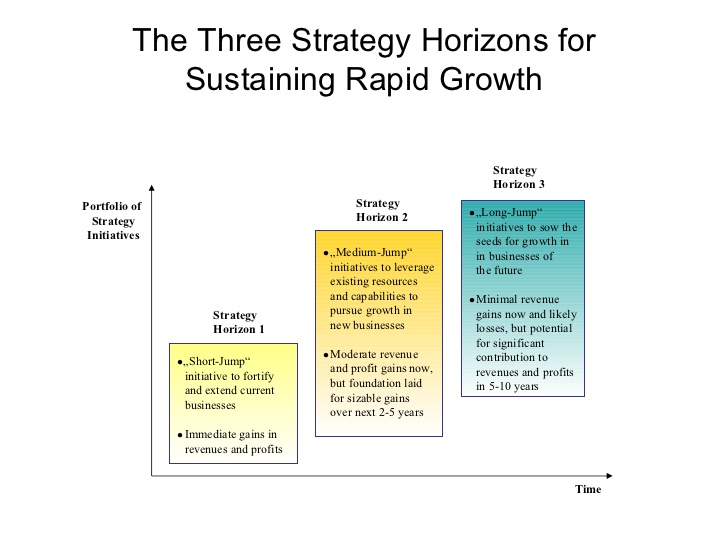 The Three Strategy Horizons for
Sustaining Rapid Growth
Portfolio of
Strategy
Initiatives
Strategy
Horizon 1
●„Short-Jump“
initiative to fortify
and extend current
businesses
● Immediate gains in
revenues and profits
Strategy
Horizon 2
●„Medium-Jump“
initiatives to leverage
existing resources
and capabilities to
pursue growth in
new businesses
●Moderate revenue
and profit gains now,
but foundation laid
for sizable gains
over next 2-5 years
Strategy
Horizon 3
●„Long-Jump“
initiatives to sow the
seeds for growth in
in businesses of
the future
●Minimal revenue
gains now and likely
losses, but potential
for significant
contribution to
revenues and profits
in 5-10 years
Time